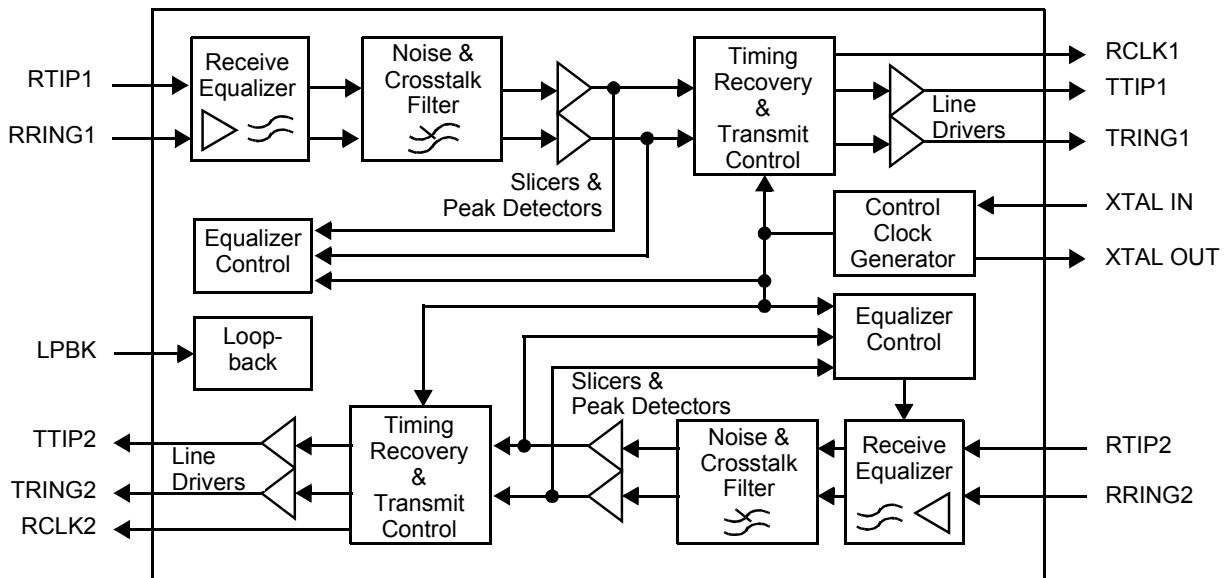 RTIP1
RRING1
Receive
Equalizer
Noise &
Crosstalk
Filter
Slicers &
Peak Detectors
Timing
Recovery
&
Transmit
Control
Line
Drivers
RCLK1
TTIP1
TRING1
Equalizer
Control
Control
Clock
Generator
XTAL IN
XTAL OUT
LPBK
Loop-
back
Equalizer
Control
Slicers &
Peak Detectors
TTIP2
TRING2
RCLK2
Line
Drivers
Timing
Recovery
&
Transmit
Control
Noise &
Crosstalk
Filter
Receive
Equalizer
RTIP2
RRING2